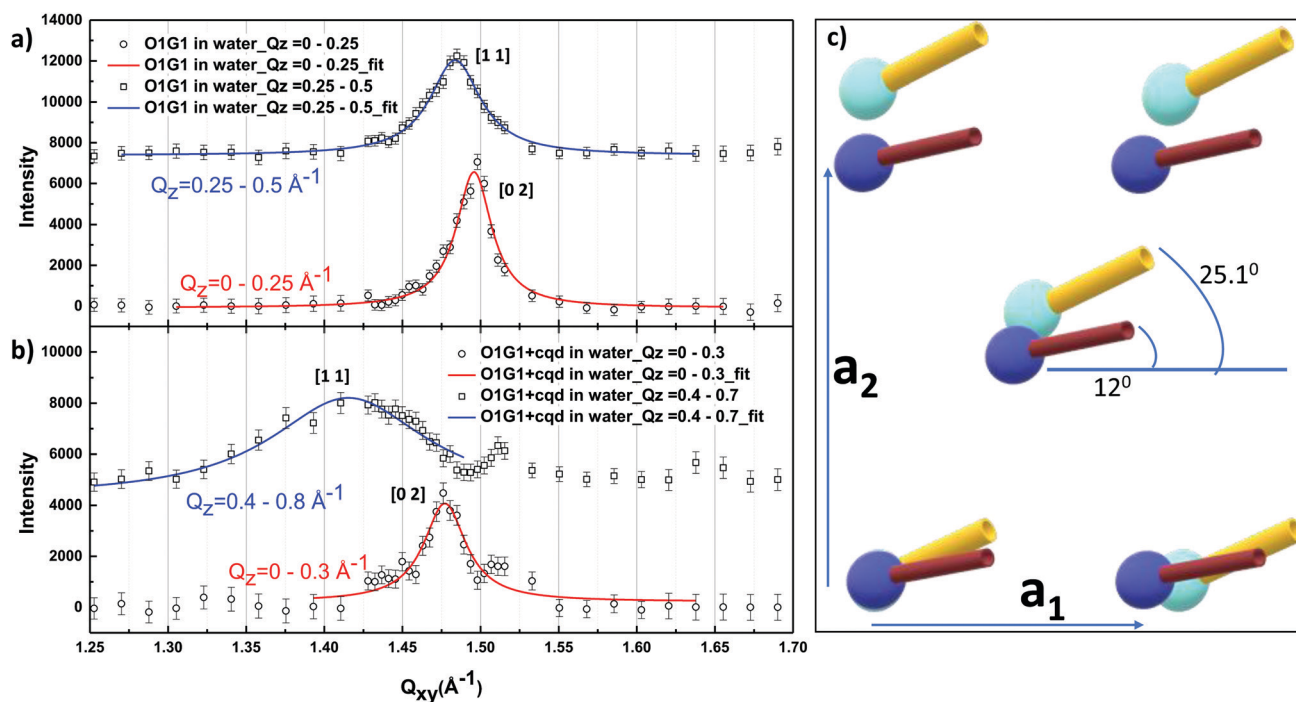 a)
14000
12000
10000
8000
6000
4000
2000
0
Intensity
O1G1 in water_Qz =0 - 0.25
O1G1 in water_Qz =0 - 0.25_fit
O1G1 in water_Qz =0.25 - 0.5
O1G1 in water_Qz =0.25 - 0.5_fit
[1 1]
Qz=0.25 - 0.5 Å-1
[0 2]
Qz=0 - 0.25 Å-1
b)
10000
8000
6000
4000
2000
0
Intensity
O1G1+cqd in water_Qz =0 - 0.3
O1G1+cqd in water_Qz =0 - 0.3_fit
O1G1+cqd in water_Qz =0.4 - 0.7
O1G1+cqd in water_Qz =0.4 - 0.7_fit
[1 1]
Qz=0.4 - 0.8 Å-1
[0 2]
Qz=0 - 0.3 Å-1
1.25 1.30 1.35 1.40 1.45 1.50 1.55 1.60 1.65 1.70
Qxy(Å-1)
c)
25.1⁰
12⁰
a2
a1